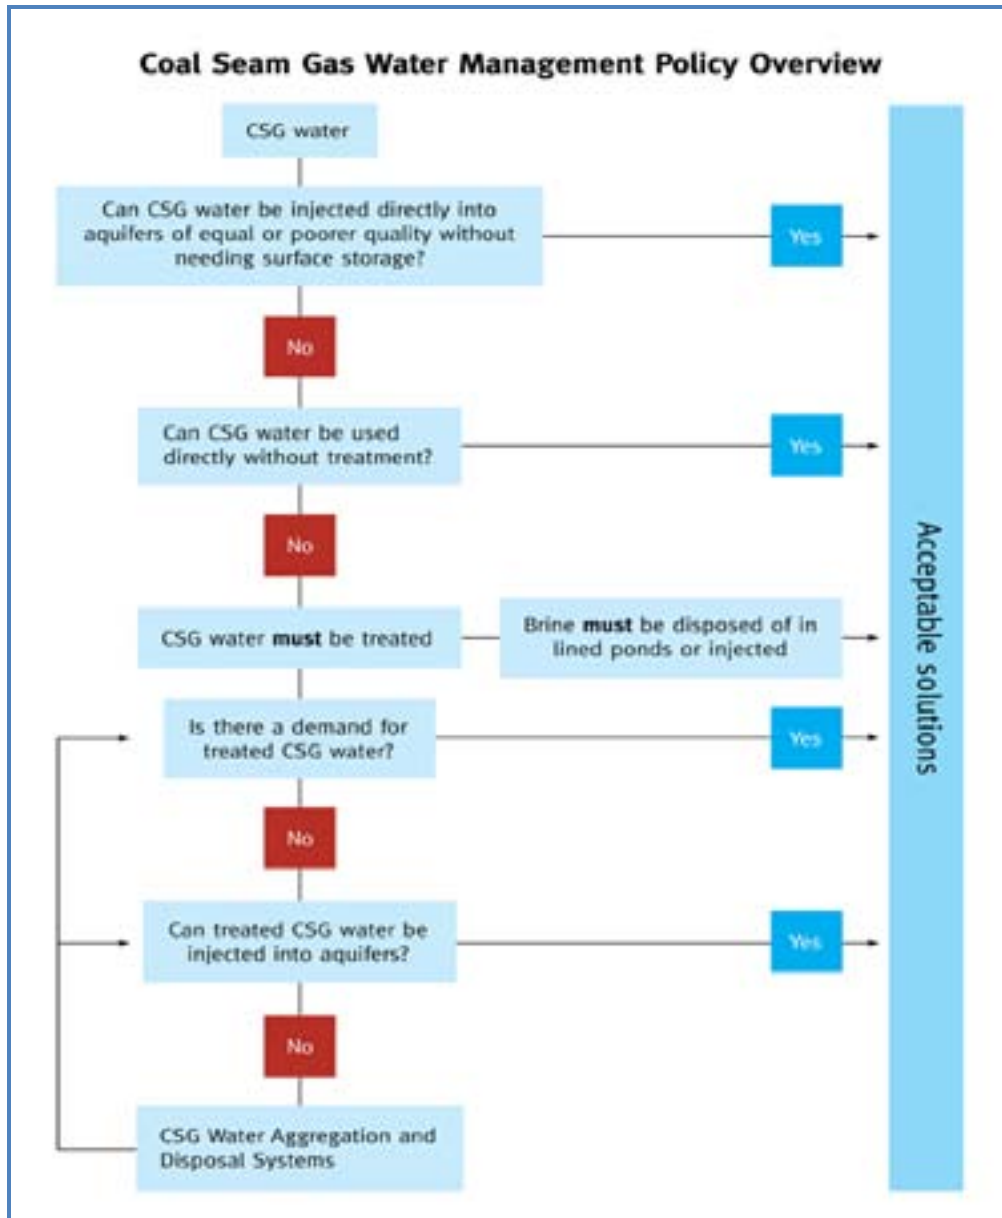 Coal Seam Gas Water Management Policy Overview
CSG water
Can CSG water be injected directly into
aquifers of equal or poorer quality without
needing surface storage?
Yes
No
Can CSG water be used
directly without treatment?
Yes
No
CSG water must be treated
Brine must be disposed of in
lined ponds or injected
Is there a demand for
treated CSG water?
Yes
No
Can treated CSG water be
injected into aquifers?
Yes
No
CSG Water Aggregation and
Disposal Systems
Acceptable solutions